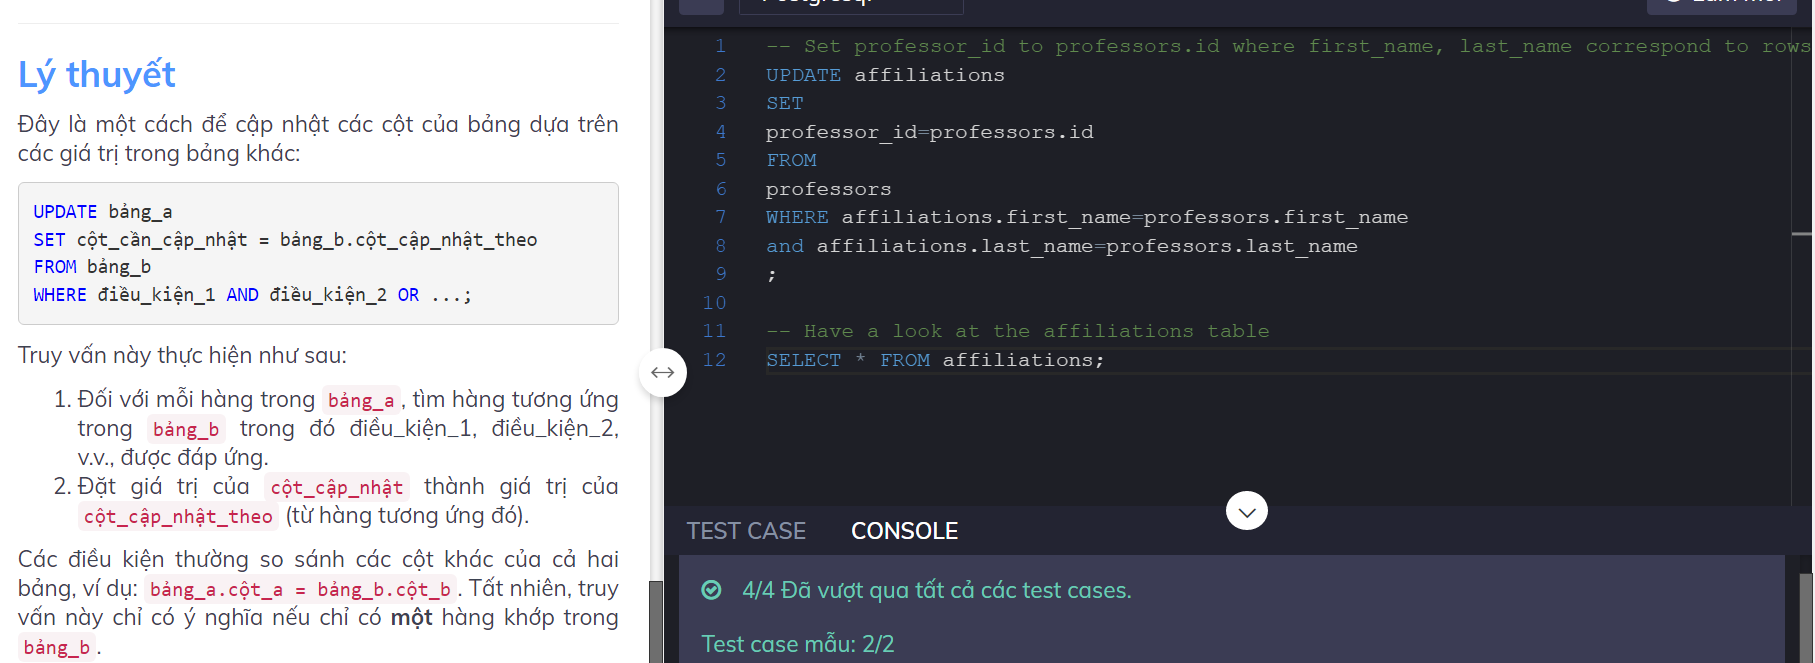 Lý thuyết
Đây là một cách để cập nhật các cột của bảng dựa trên
các giá trị trong bảng khác:
UPDATE bảng_a
SET cột_cần_cập_nhật = bảng_b.cột_cập_nhật_theo
FROM bảng_b
WHERE điều_kiện_1 AND điều_kiện_2 OR ...;
Truy vấn này thực hiện như sau:
1. Đối với mỗi hàng trong bảng_a, tìm hàng tương ứng
trong bảng_b trong đó điều_kiện_1, điều_kiện_2,
v.v., được đáp ứng.
2. Đặt giá trị của cột_cập_nhật thành giá trị của
cột_cập_nhật_theo (từ hàng tương ứng đó).
Các điều kiện thường so sánh các cột khác của cả hai
bảng, ví dụ: bảng_a.cột_a = bảng_b.cột_b. Tất nhiên, truy
vấn này chỉ có ý nghĩa nếu chỉ có một hàng khớp trong
bảng_b.
1 -- Set professor_id to professors.id where first_name, last_name correspond to rows
2 UPDATE affiliations
3 SET
4 professor_id=professors.id
5 FROM
6 professors
7 WHERE affiliations.first_name=professors.first_name
8 and affiliations.last_name=professors.last_name
9 ;
10
11 -- Have a look at the affiliations table
12 SELECT * FROM affiliations;
TEST CASE CONSOLE
4/4 Đã vượt qua tất cả các test cases.
Test case mẫu: 2/2